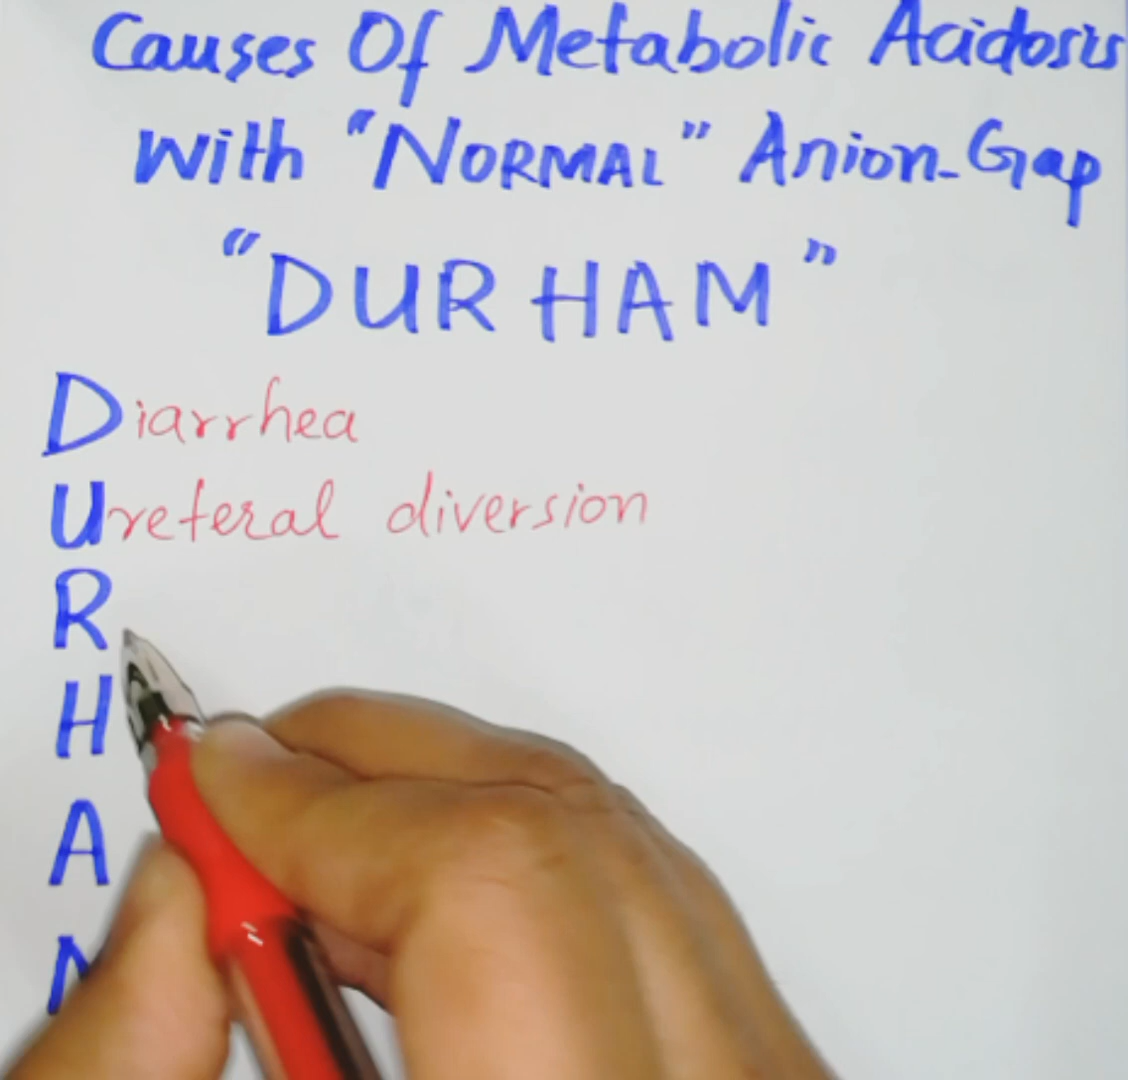 Causes Of Metabolic Acidosis
With "NORMAL" Anion-Gap
"DURHAM"
Diarrhea
Ureteral diversion
R
H
A